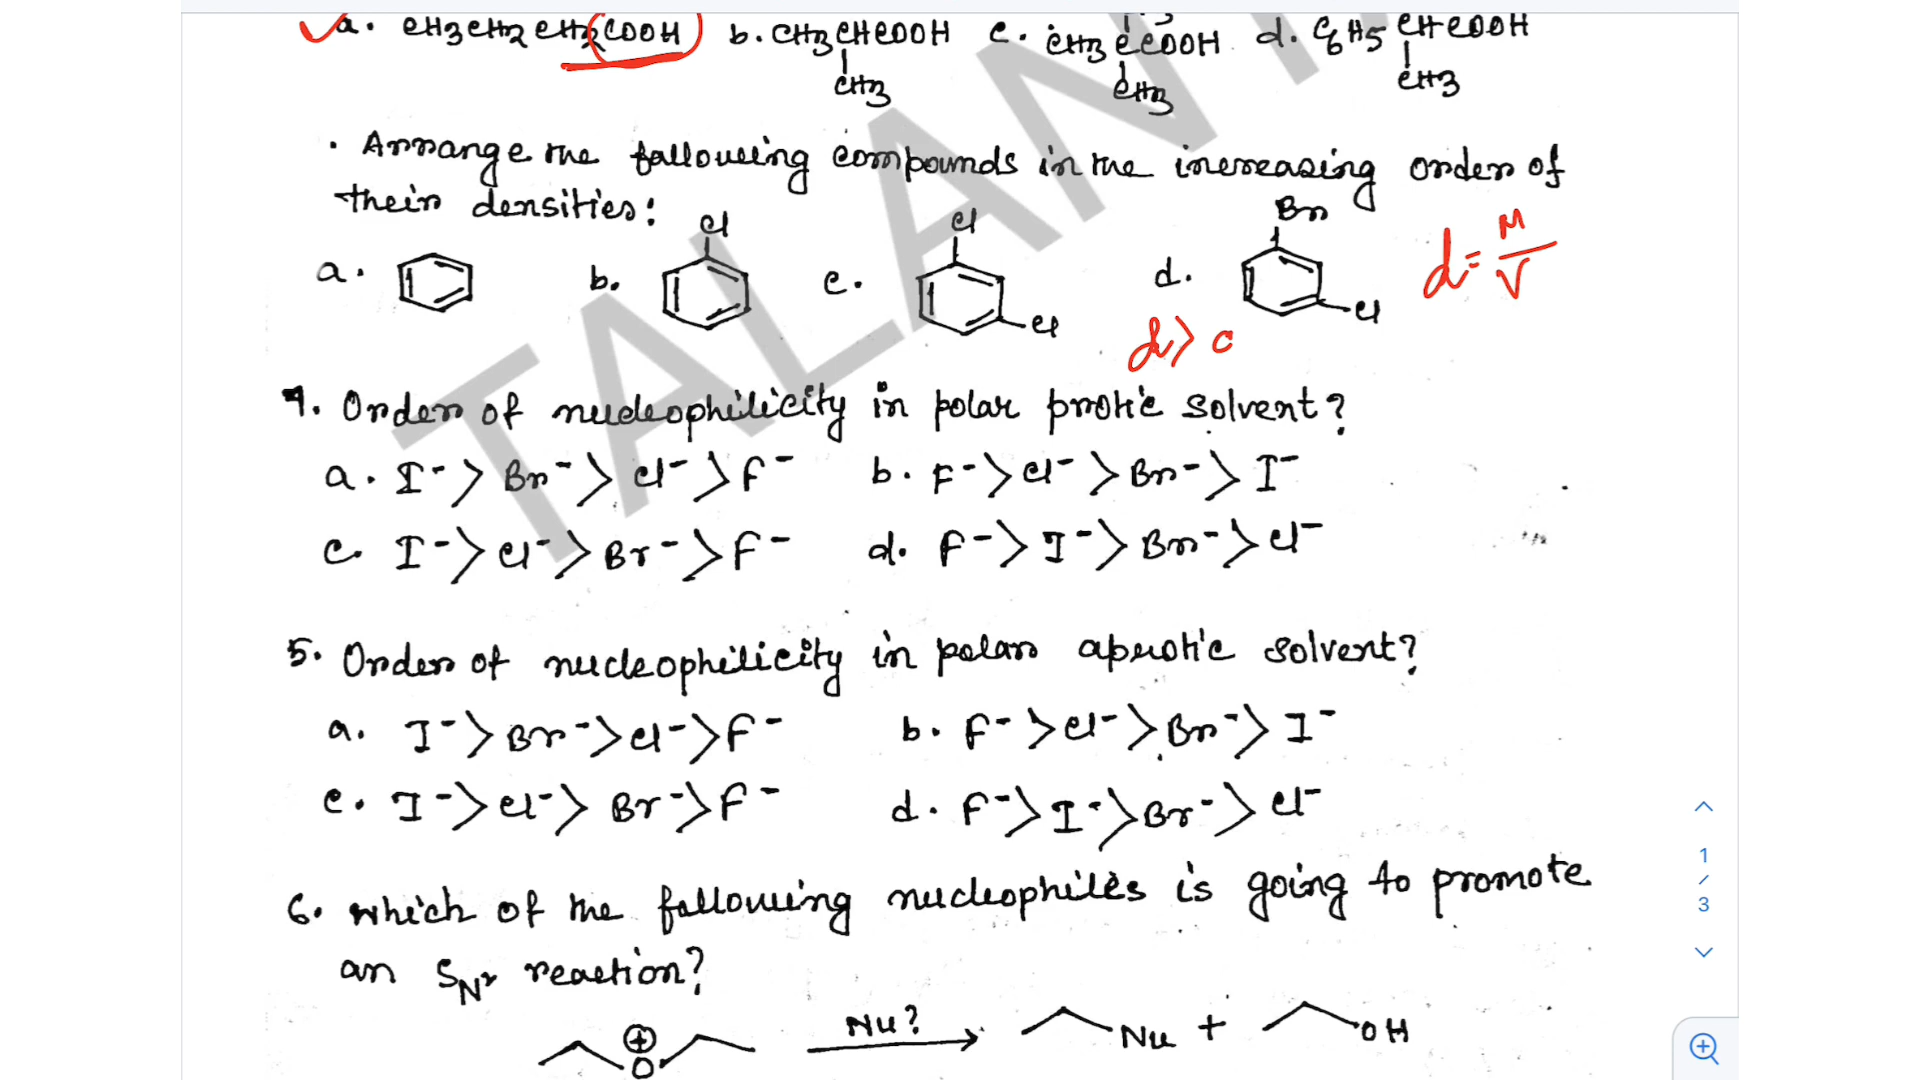 a. CH3CH2CH2COOH b. CH3CHCOOH c. CH3CCOOH d. C6H5CHCOOH
CH3 CH3 CH3
. Arrange the following compounds in the increasing order of
their densities:
Cl Cl Br
a. b. c. d. d = M/V
Cl Cl
d > c
4. Order of nucleophilicity in polar protic solvent?
a. I- > Br- > Cl- > F- b. F- > Cl- > Br- > I-
c. I- > Cl- > Br- > F- d. F- > I- > Br- > Cl-
5. Order of nucleophilicity in polar aprotic solvent?
a. I- > Br- > Cl- > F- b. F- > Cl- > Br- > I-
c. I- > Cl- > Br- > F- d. F- > I- > Br- > Cl-
6. Which of the following nucleophiles is going to promote
an SN2 reaction?
Nu?
⊕
O Nu + OH
TALANT
1
/
3